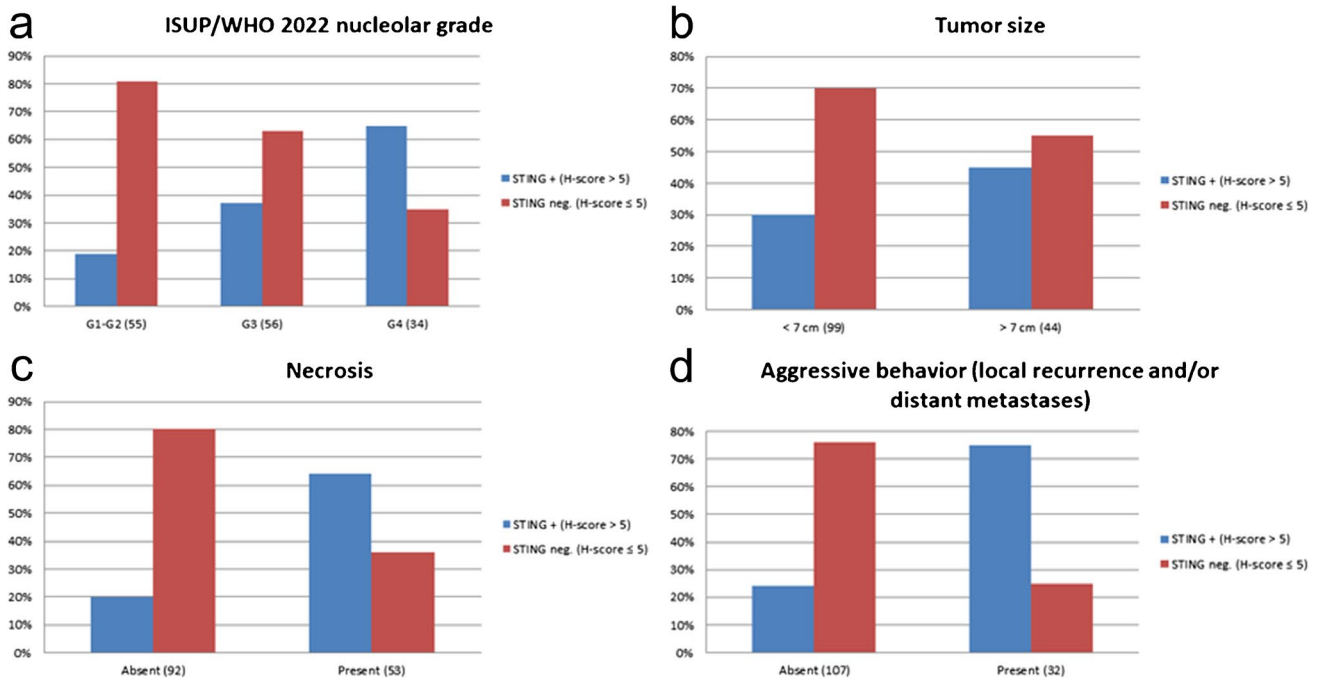 a
ISUP/WHO 2022 nucleolar grade
90%
80%
70%
60%
50%
40%
30%
20%
10%
0%
G1-G2 (55)
G3 (56)
G4 (34)
STING + (H-score > 5)
STING neg. (H-score ≤ 5)
b
Tumor size
80%
70%
60%
50%
40%
30%
20%
10%
0%
< 7 cm (99)
> 7 cm (44)
STING + (H-score > 5)
STING neg. (H-score ≤ 5)
c
Necrosis
90%
80%
70%
60%
50%
40%
30%
20%
10%
0%
Absent (92)
Present (53)
STING + (H-score > 5)
STING neg. (H-score ≤ 5)
d
Aggressive behavior (local recurrence and/or
distant metastases)
80%
70%
60%
50%
40%
30%
20%
10%
0%
Absent (107)
Present (32)
STING + (H-score > 5)
STING neg. (H-score ≤ 5)